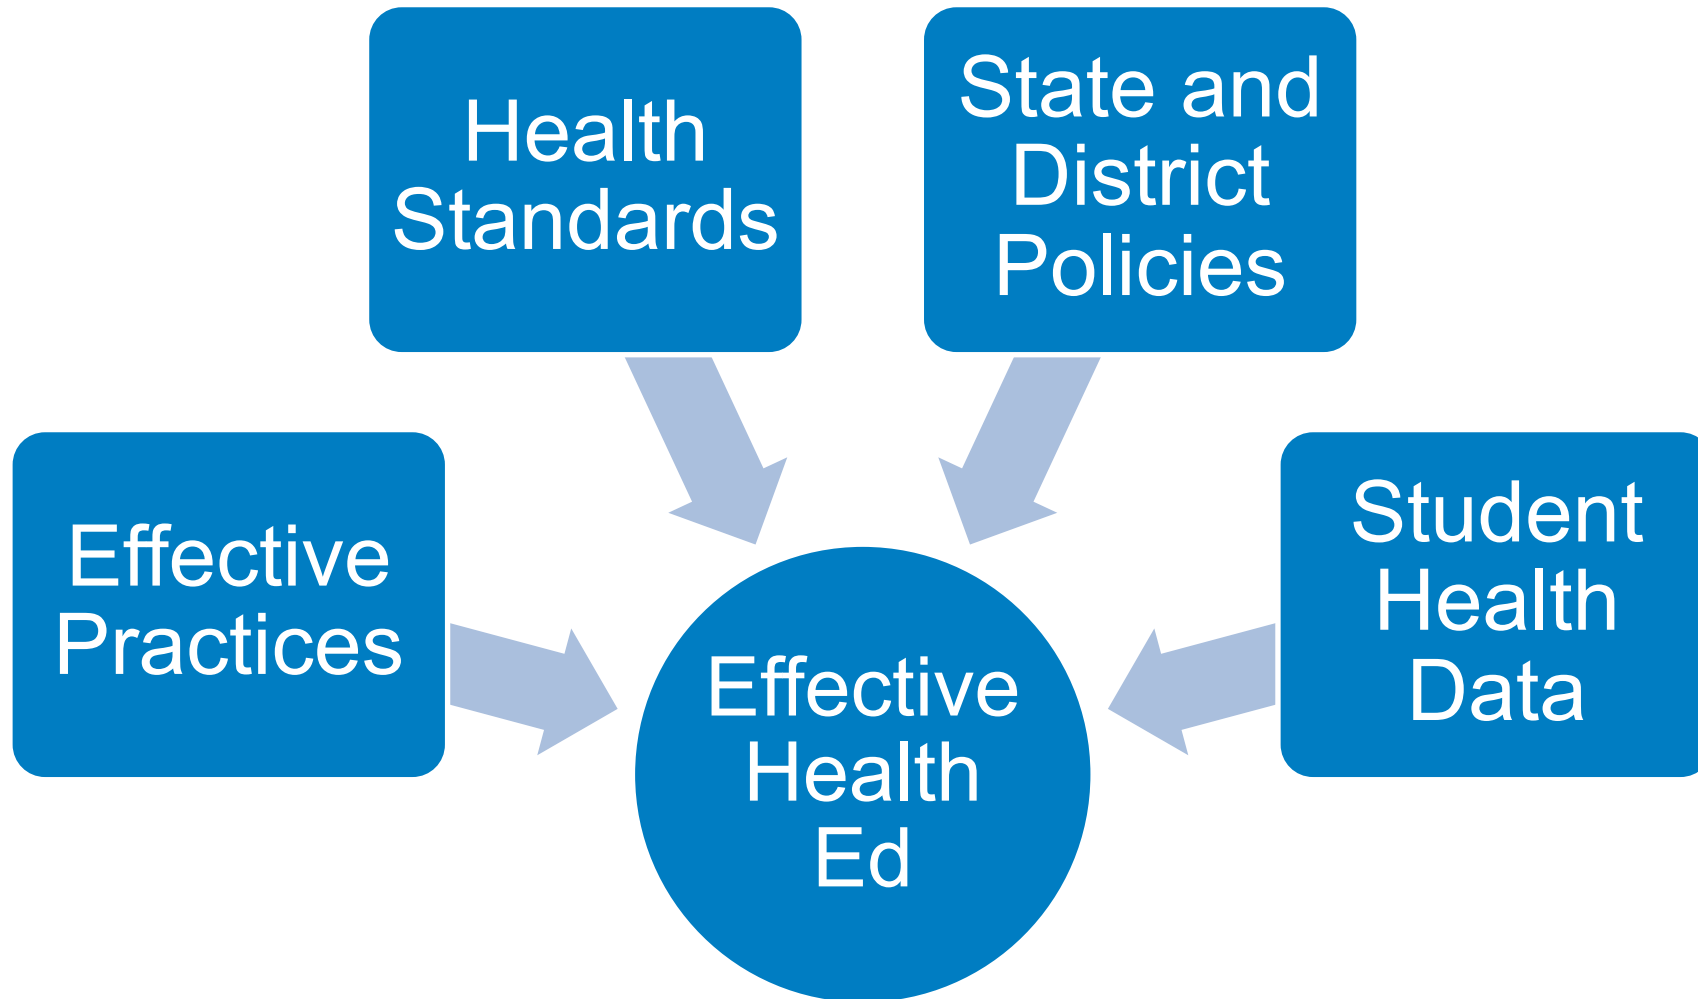 Health
Standards
State and
District
Policies
Effective
Practices
Student
Health
Data
Effective
Health
Ed